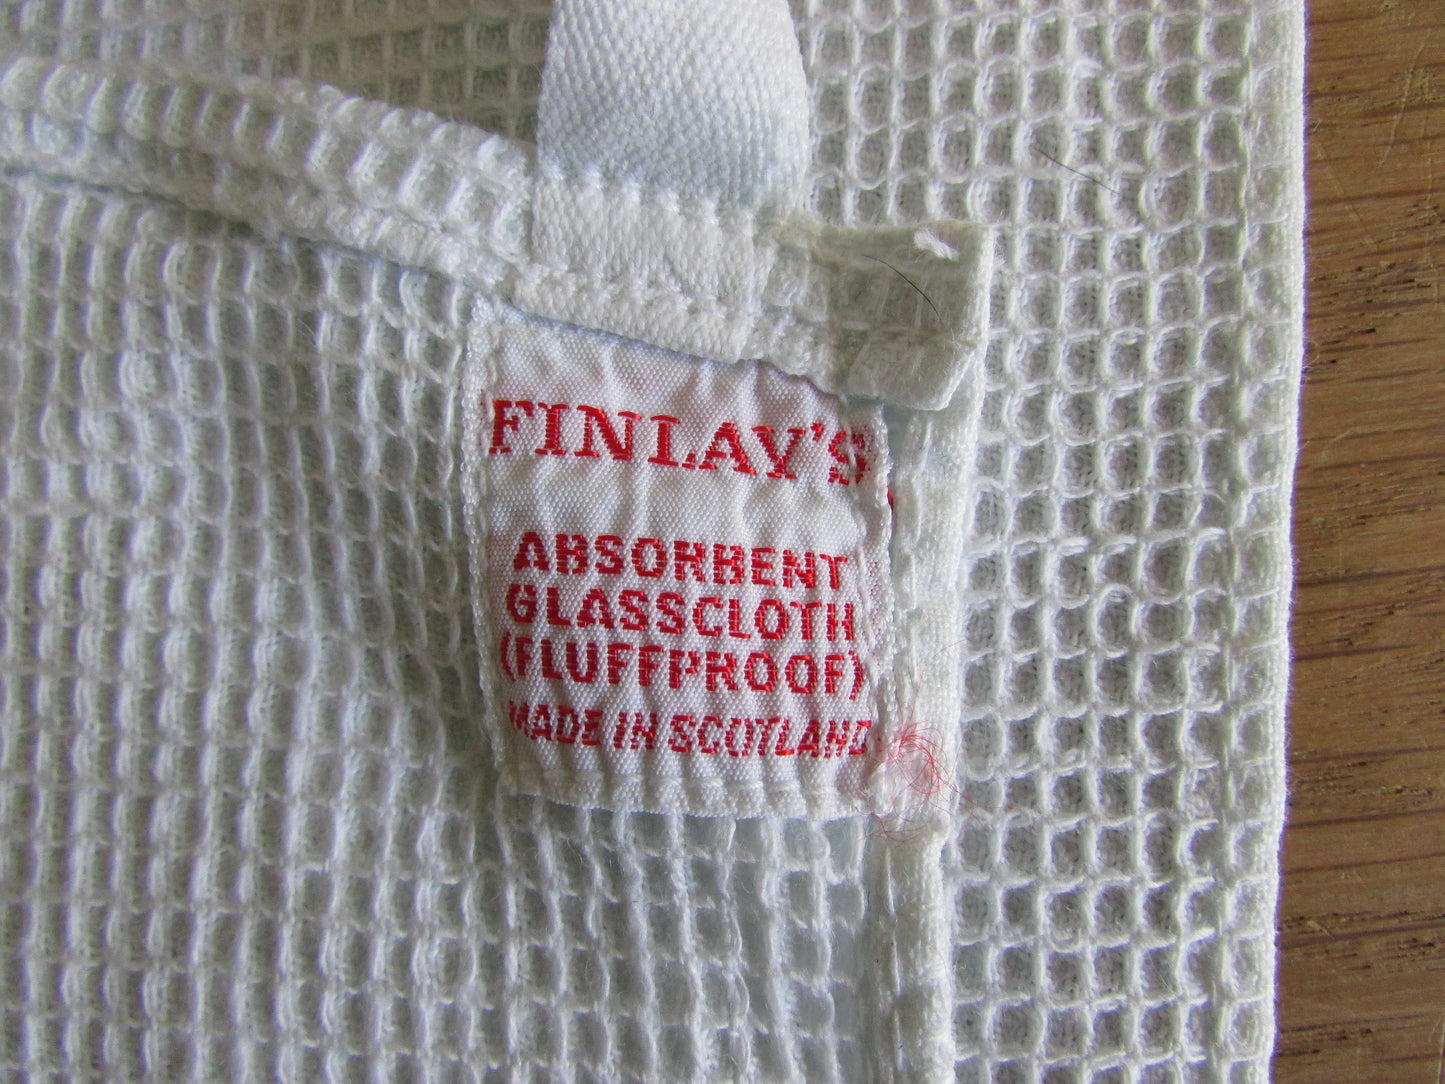 FINLAY'S
ABSORBENT
GLASSCLOTH
(FLUFFPROOF)
MADE IN SCOTLAND